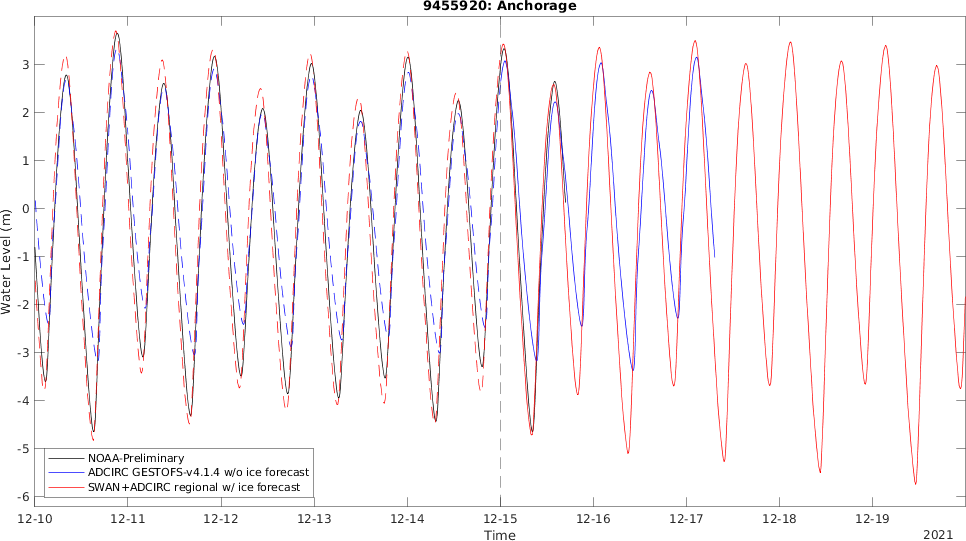 9455920: Anchorage
Water Level (m)
3
2
1
0
-1
-2
-3
-4
-5
-6
NOAA-Preliminary
ADCIRC GESTOFS-v4.1.4 w/o ice forecast
SWAN+ADCIRC regional w/ ice forecast
12-10 12-11 12-12 12-13 12-14 12-15 12-16 12-17 12-18 12-19
Time
2021